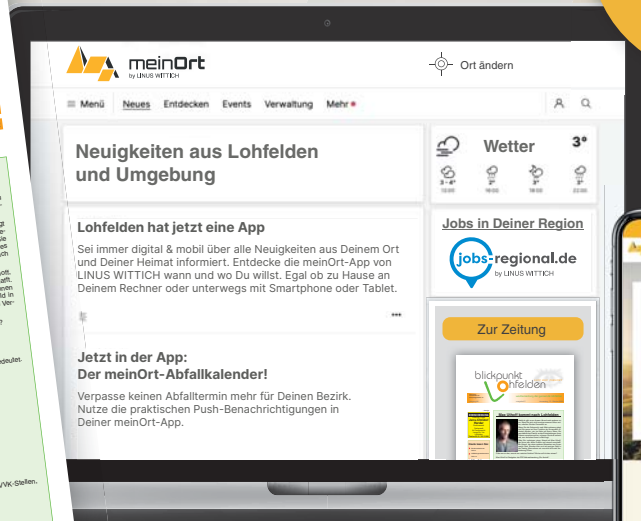 meinOrt
by LINUS WITTICH
Ort ändern
Menü Neues Entdecken Events Verwaltung Mehr
Neuigkeiten aus Lohfelden
und Umgebung
Wetter 3°
Lohfelden hat jetzt eine App
Sei immer digital & mobil über alle Neuigkeiten aus Deinem Ort
und Deiner Heimat informiert. Entdecke die meinOrt-App von
LINUS WITTICH wann und wo Du willst. Egal ob zu Hause an
Deinem Rechner oder unterwegs mit Smartphone oder Tablet.
Jetzt in der App:
Der meinOrt-Abfallkalender!
Verpasse keinen Abfalltermin mehr für Deinen Bezirk.
Nutze die praktischen Push-Benachrichtigungen in
Deiner meinOrt-App.
Jobs in Deiner Region
jobs-regional.de
by LINUS WITTICH
Zur Zeitung
blickpunkt
Lohfelden